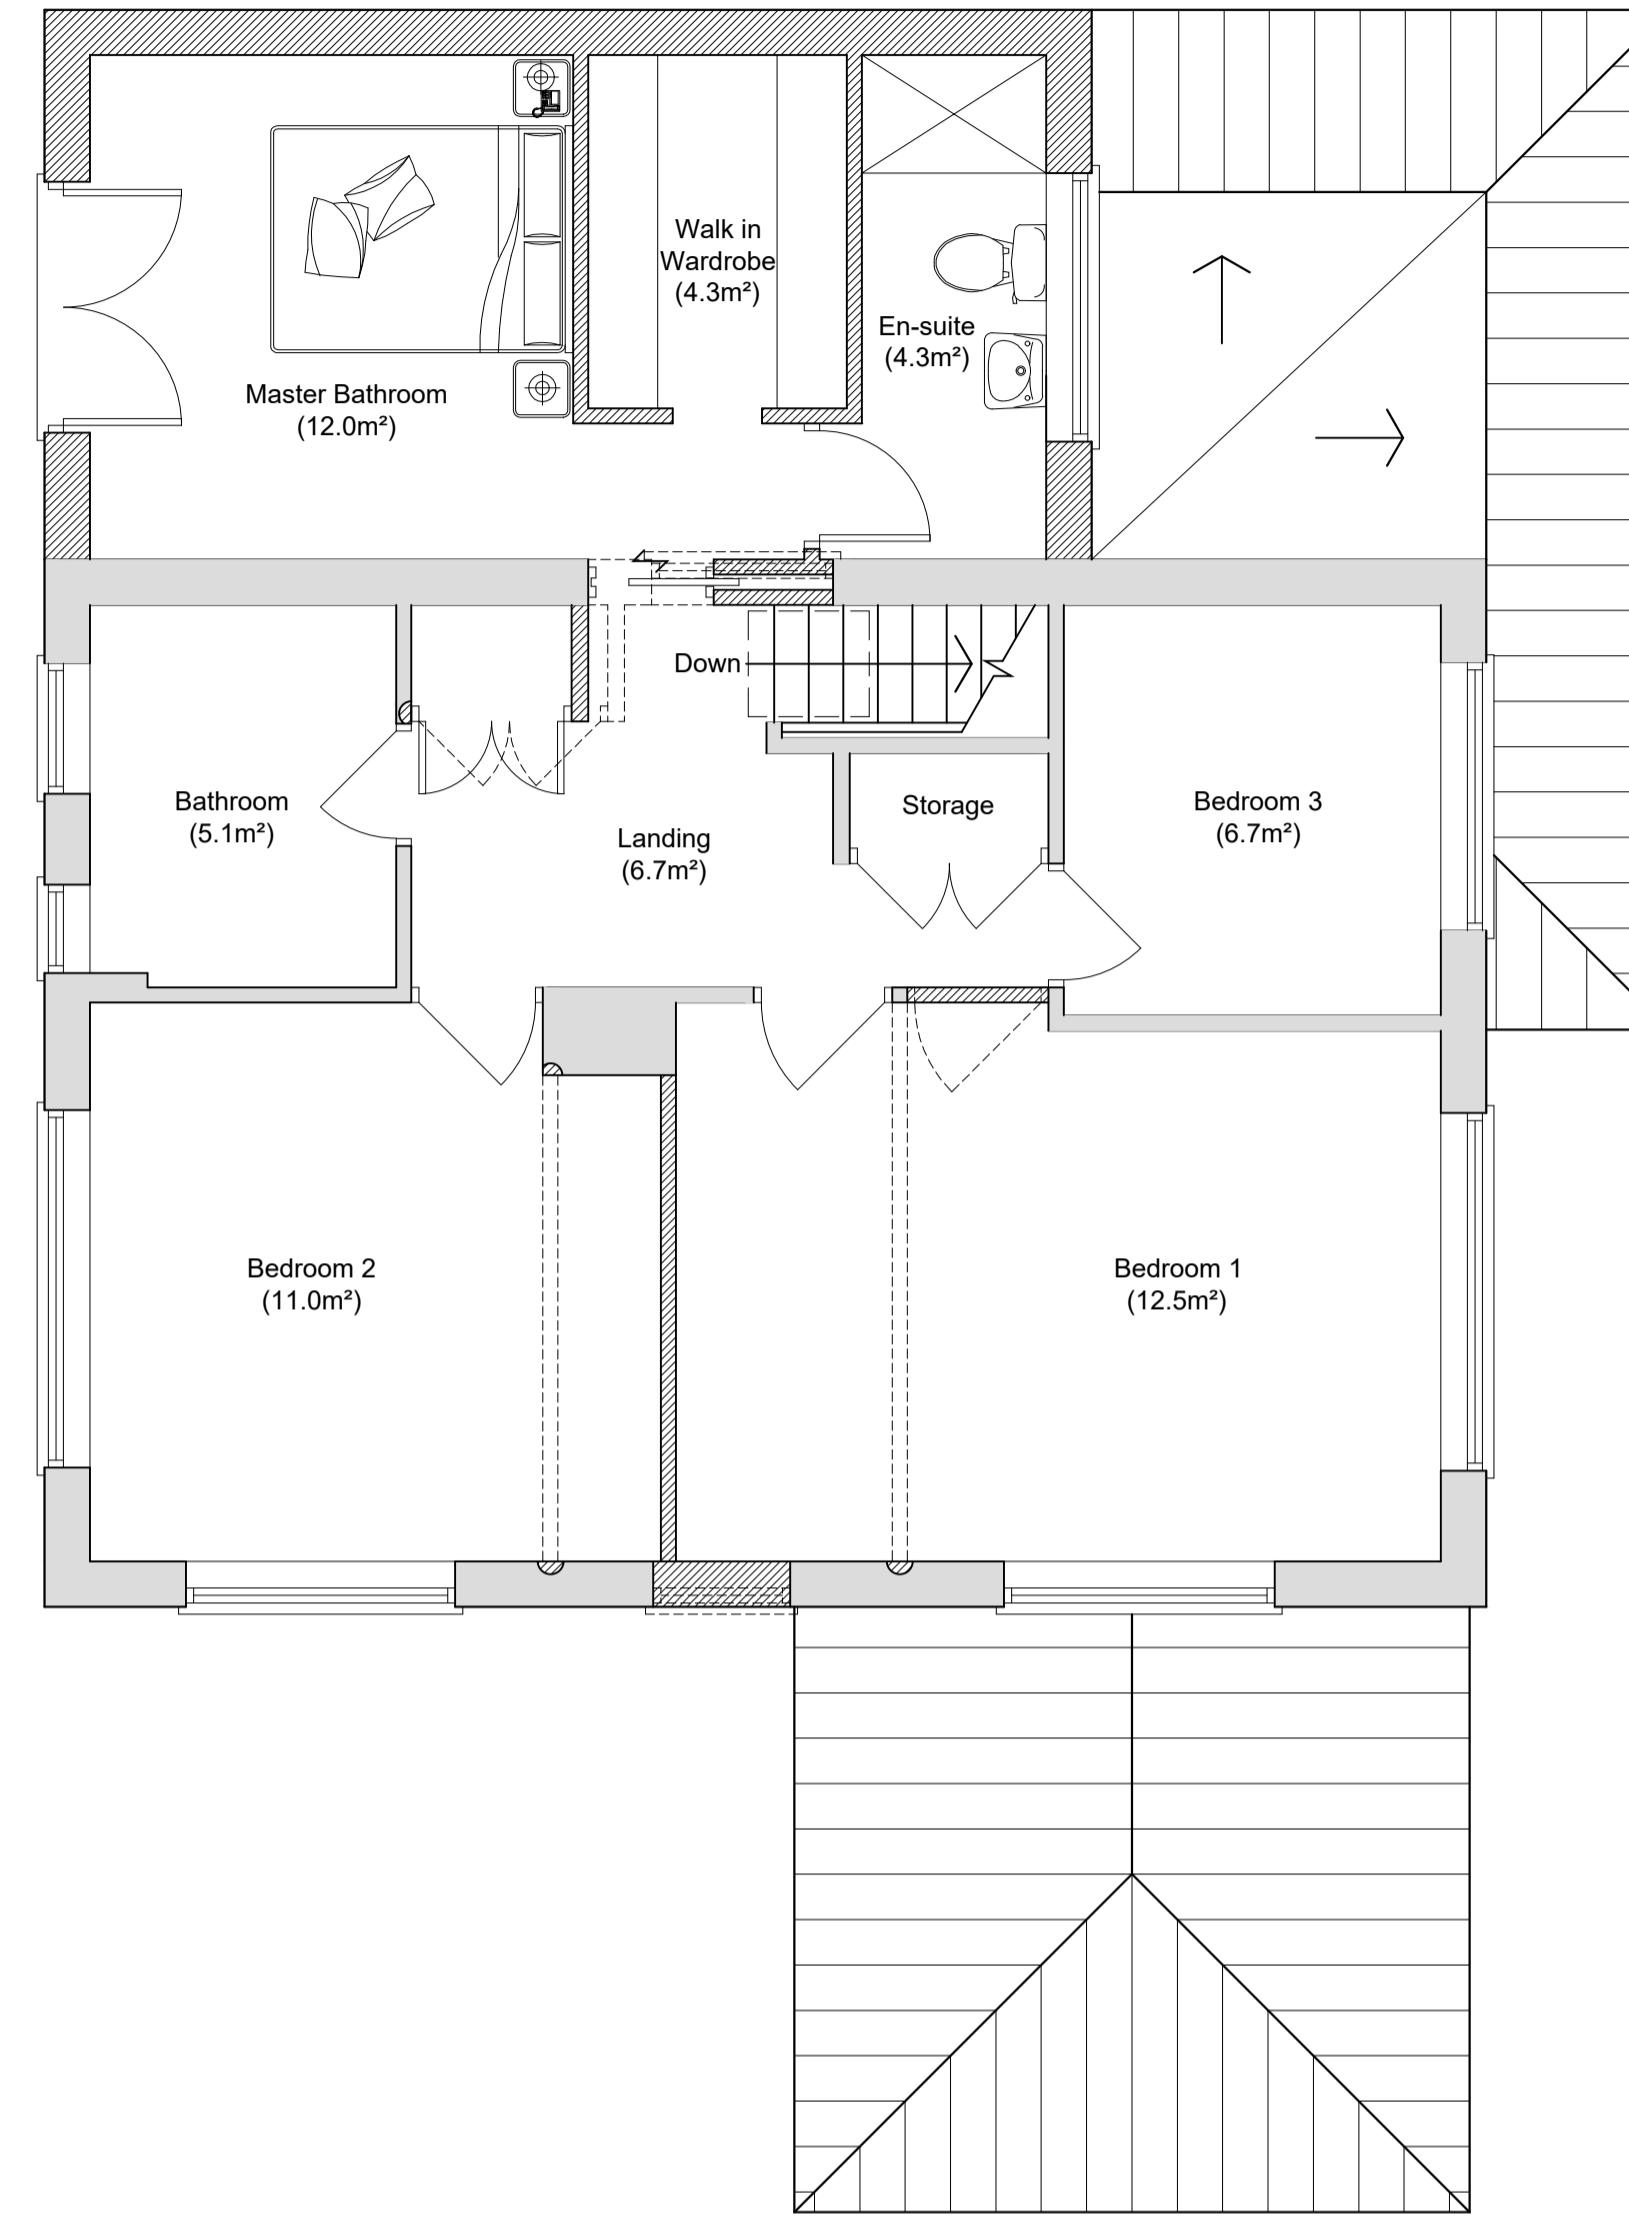 Walk in
Wardrobe
(4.3m²)
En-suite
(4.3m²)
Master Bathroom
(12.0m²)
Down
Bathroom
(5.1m²)
Landing
(6.7m²)
Storage
Bedroom 3
(6.7m²)
Bedroom 2
(11.0m²)
Bedroom 1
(12.5m²)